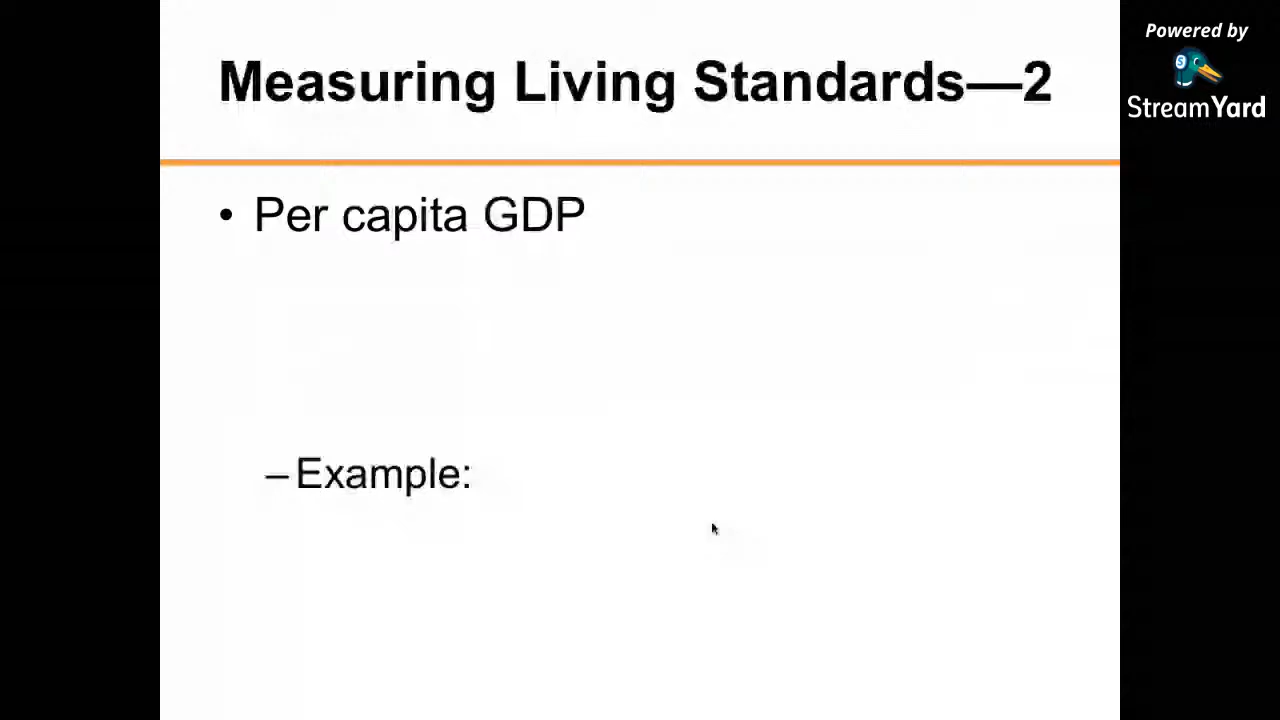 Measuring Living Standards—2
Powered by
StreamYard
• Per capita GDP
– Example: